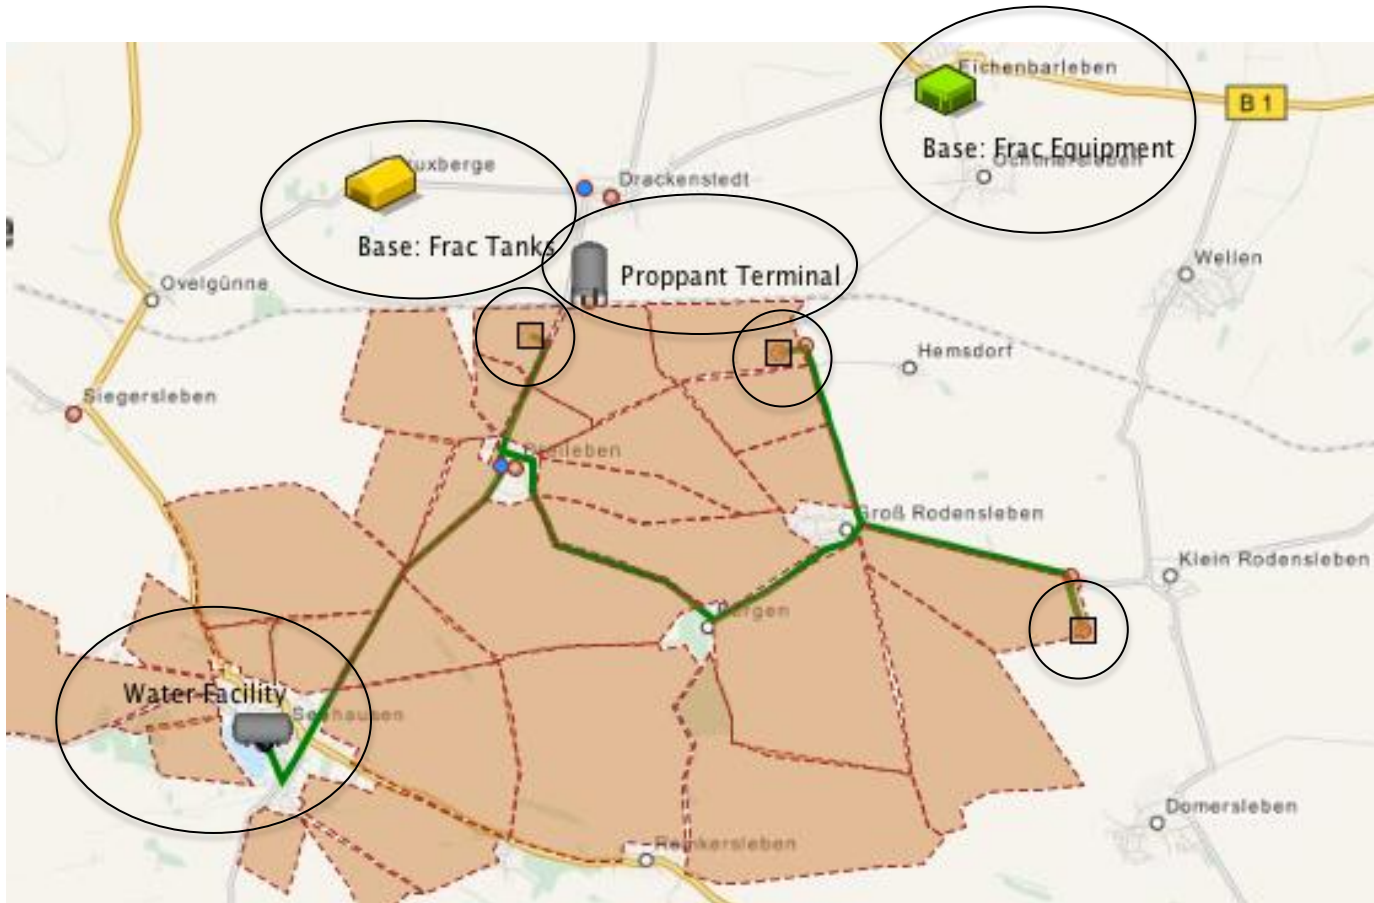 Eichenbarleben
B 1
Base: Frac Equipment
uxberge
Drackenstedt
Base: Frac Tanks
Proppant Terminal
Wellen
Ovelgünne
Hemsdorf
Siegersleben
Groß Rodensleben
Klein Rodensleben
Water Facility
Seehausen
Domersleben
Remkersleben